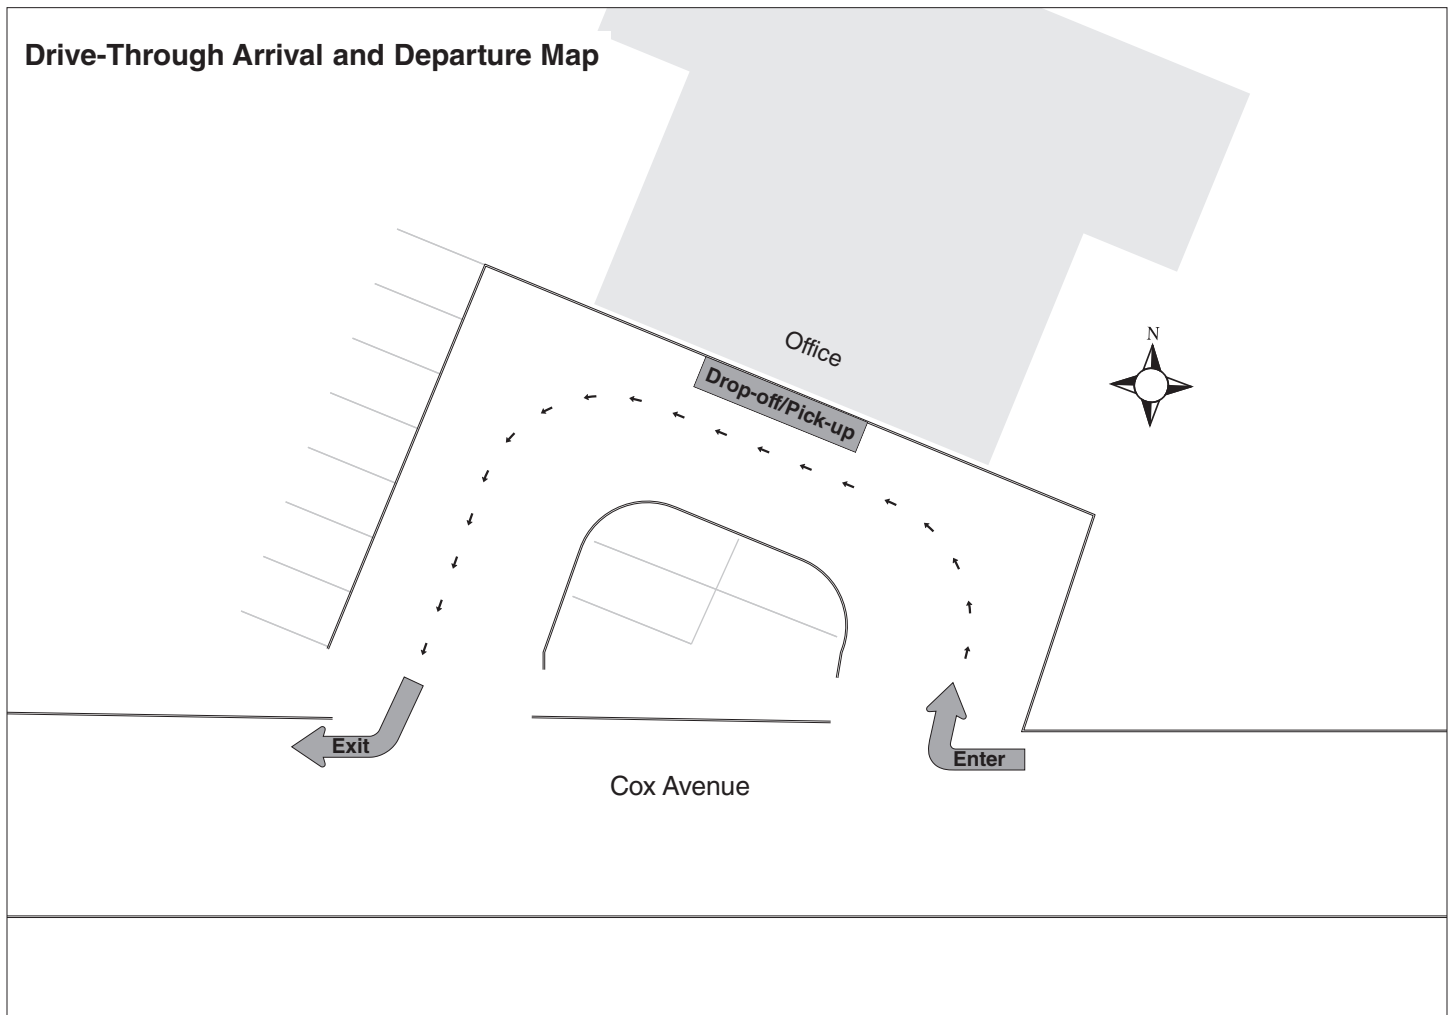 Drive-Through Arrival and Departure Map
Office
N
Drop-off/Pick-up
Exit
Enter
Cox Avenue